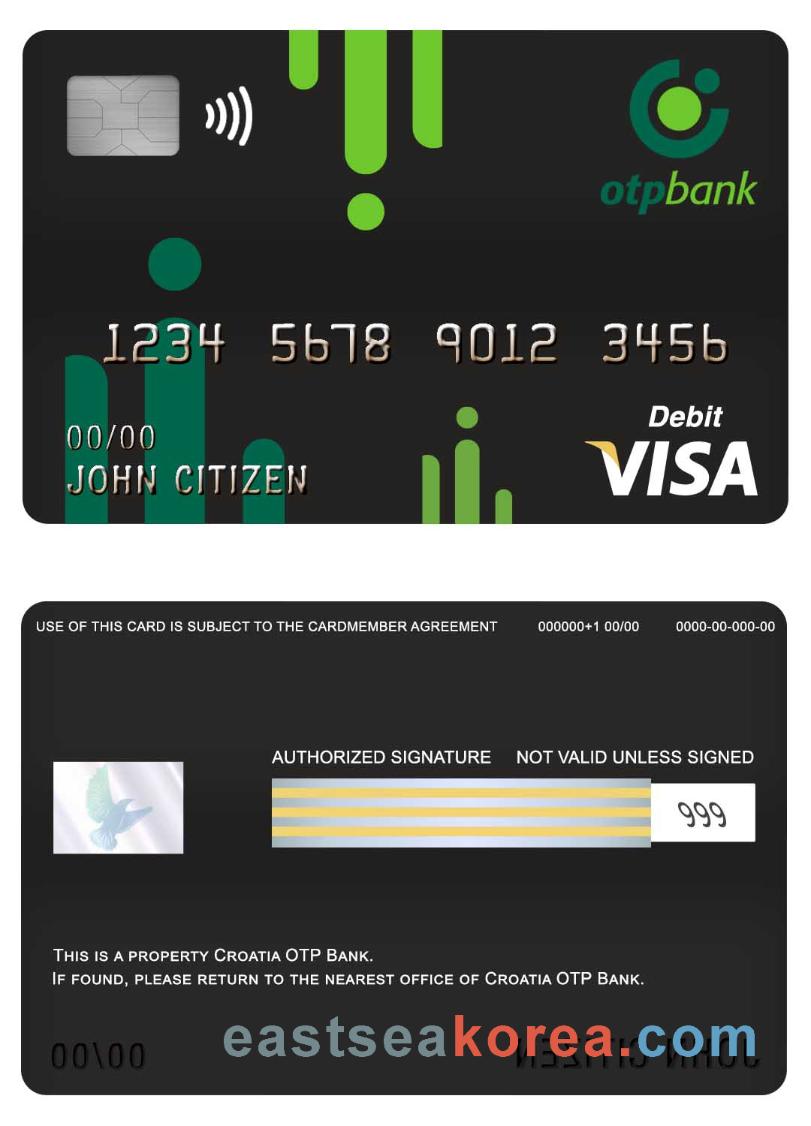 otpbank
1234 5678 9012 3456
Debit
00/00
VISA
JOHN CITIZEN
USE OF THIS CARD IS SUBJECT TO THE CARDMEMBER AGREEMENT 000000+1 00/00 0000-00-000-00
AUTHORIZED SIGNATURE NOT VALID UNLESS SIGNED
999
THIS IS A PROPERTY CROATIA OTP BANK.
IF FOUND, PLEASE RETURN TO THE NEAREST OFFICE OF CROATIA OTP BANK.
eastseakorea.com
00/00 JOHN CITIZEN